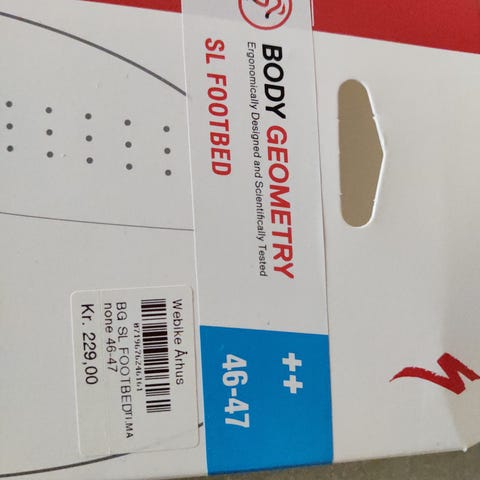 BODY GEOMETRY
Ergonomically Designed and Scientifically Tested
SL FOOTBED
++
46-47
Webike Århus
BG SL FOOTBED
none 46-47
Kr. 229,00